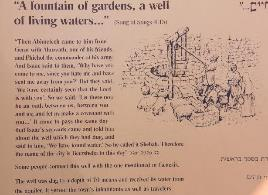 "A fountain of gardens, a well
of living waters..." (Song of Songs 4:15)
"Then Abimelech came to him from
Gerar with Ahuzzath, one of his friends,
and Phichol the commander of his army.
And Isaac said to them, "Why have you
come to me, since you hate me and have
sent me away from you?" But they said,
"We have certainly seen that the Lord
is with you". So we said, "Let there now
be an oath between us, between you
and us; and let us make a covenant with
you..." It came to pass the same day
that Isaac's servants came and told him
about the well which they had dug, and
said to him, "We have found water". So he called it Shebah. Therefore
the name of the city is Beersheba to this day"
Some people connect this well with the one mentioned in Genesis.
The well was dug to a depth of 70 meters and received its water from
the aquifer. It served the town's inhabitants as well as travelers